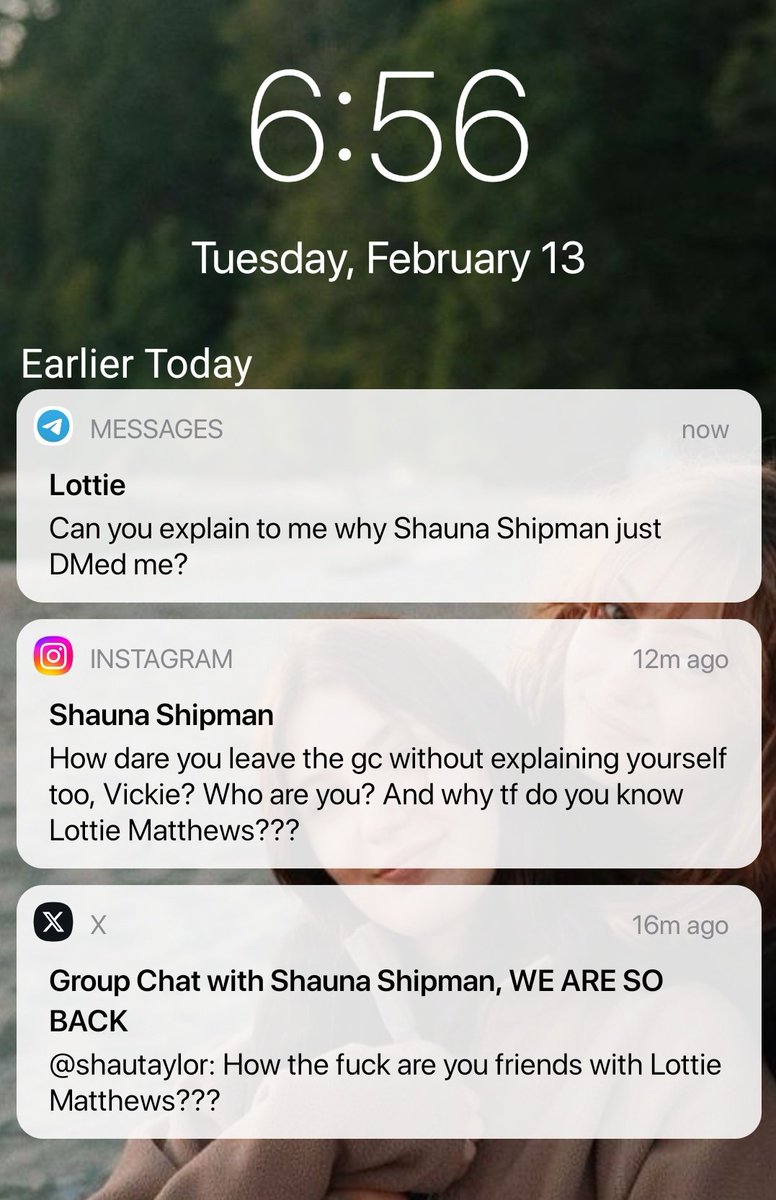 6:56
Tuesday, February 13
Earlier Today
MESSAGES
now
Lottie
Can you explain to me why Shauna Shipman just
DMed me?
INSTAGRAM
12m ago
Shauna Shipman
How dare you leave the gc without explaining yourself
too, Vickie? Who are you? And why tf do you know
Lottie Matthews???
X
16m ago
Group Chat with Shauna Shipman, WE ARE SO
BACK
@shautaylor: How the fuck are you friends with Lottie
Matthews???